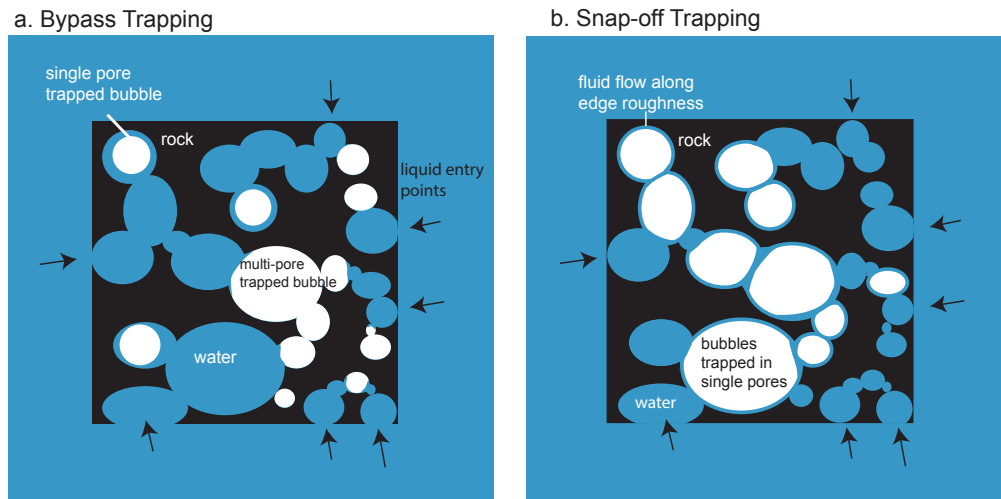 a. Bypass Trapping
single pore
trapped bubble
rock
liquid entry
points
multi-pore
trapped bubble
water
b. Snap-off Trapping
fluid flow along
edge roughness
rock
bubbles
trapped in
single pores
water